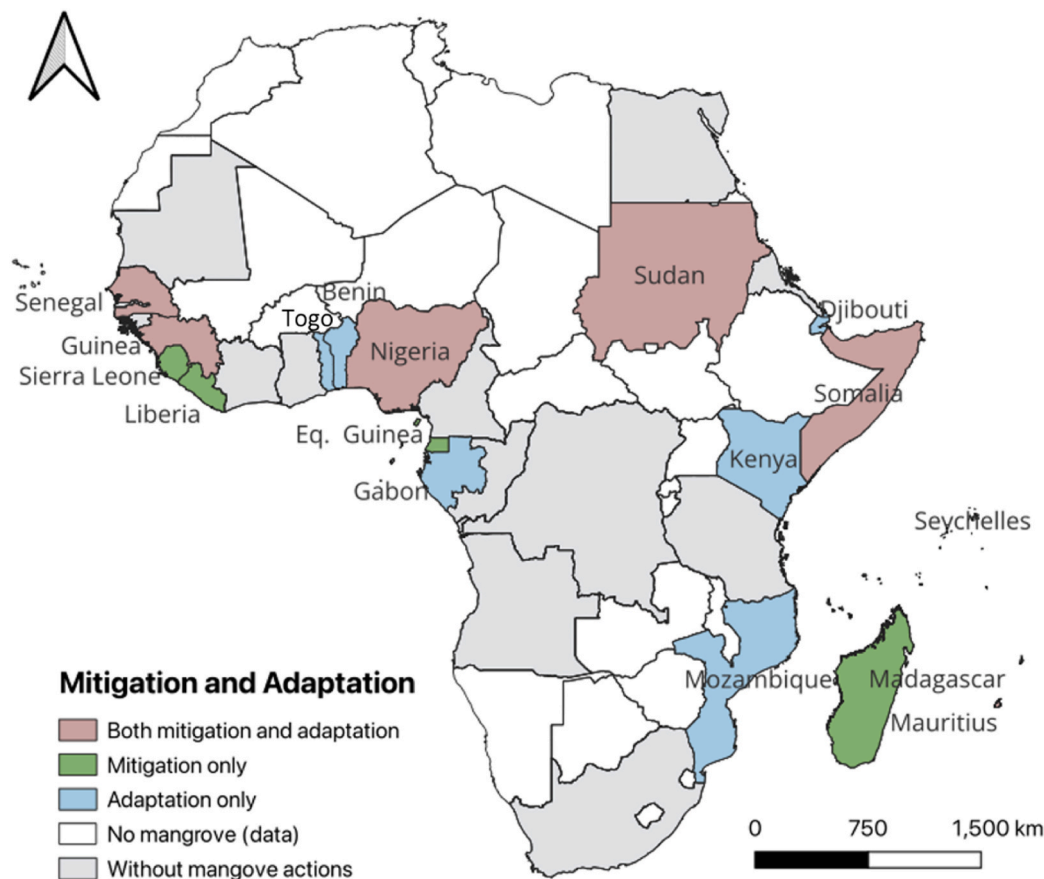 Sudan
Benin
Senegal
Djibouti
Togo
Guinea
Nigeria
Sierra Leone
Somalia
Liberia
Eq. Guinea
Kenya
Gabon
Seychelles
Mozambique
Madagascar
Mauritius
Mitigation and Adaptation
Both mitigation and adaptation
Mitigation only
Adaptation only
No mangrove (data)
Without mangove actions
0 750 1,500 km